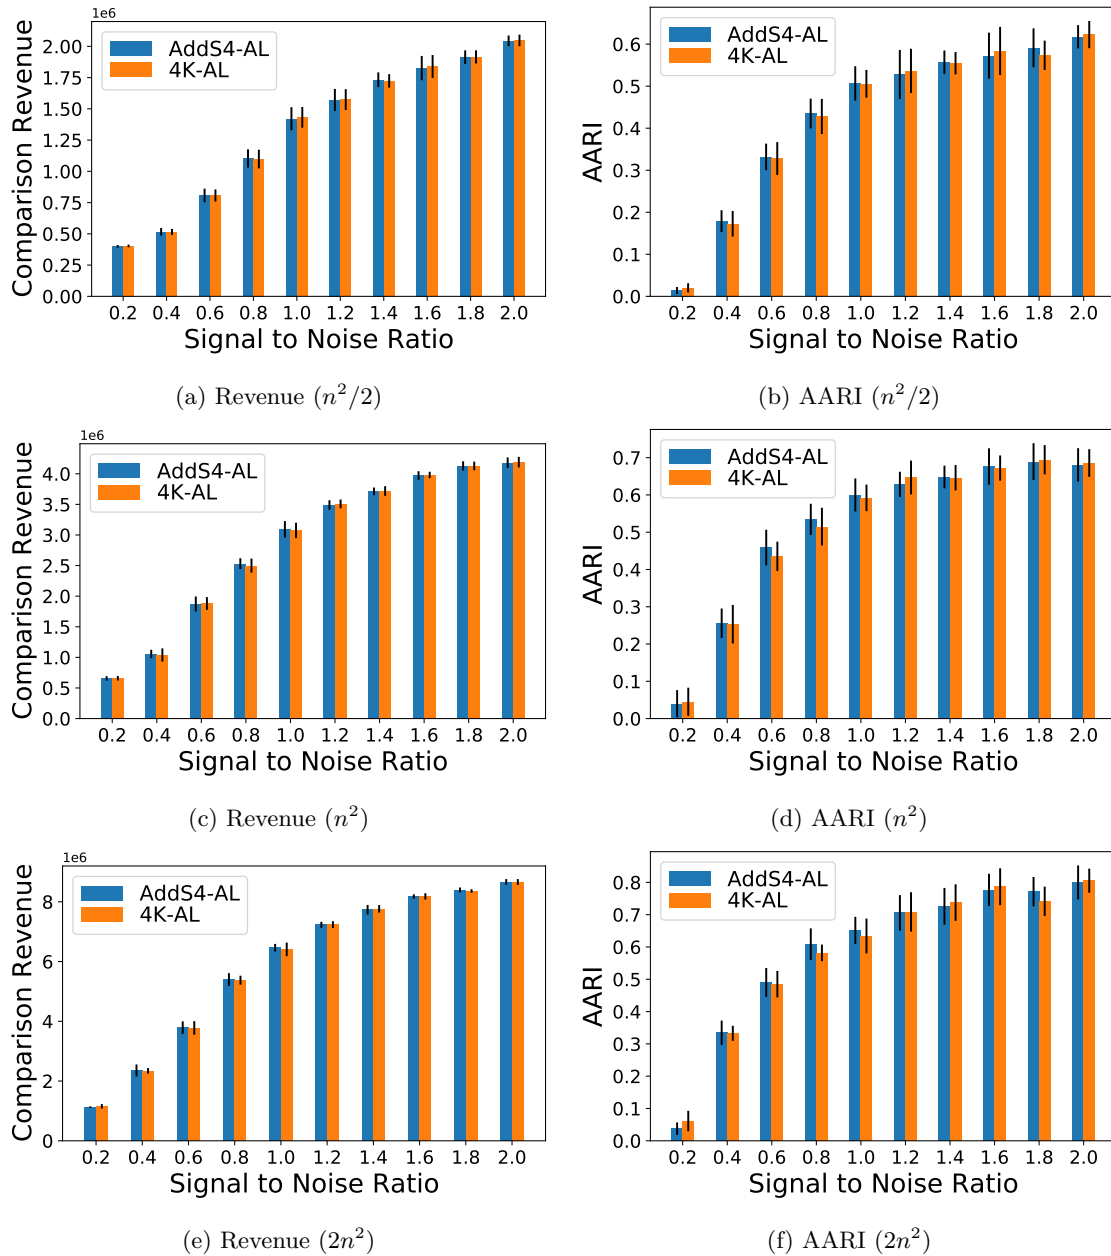 1e6
Comparison Revenue
2.00
1.75
1.50
1.25
1.00
0.75
0.50
0.25
0.00
AddS4-AL
4K-AL
0.2 0.4 0.6 0.8 1.0 1.2 1.4 1.6 1.8 2.0
Signal to Noise Ratio
(a) Revenue (n²/2)
AARI
0.6
0.5
0.4
0.3
0.2
0.1
0.0
AddS4-AL
4K-AL
0.2 0.4 0.6 0.8 1.0 1.2 1.4 1.6 1.8 2.0
Signal to Noise Ratio
(b) AARI (n²/2)
1e6
Comparison Revenue
4.0
3.5
3.0
2.5
2.0
1.5
1.0
0.5
0.0
AddS4-AL
4K-AL
0.2 0.4 0.6 0.8 1.0 1.2 1.4 1.6 1.8 2.0
Signal to Noise Ratio
(c) Revenue (n²)
AARI
0.7
0.6
0.5
0.4
0.3
0.2
0.1
0.0
AddS4-AL
4K-AL
0.2 0.4 0.6 0.8 1.0 1.2 1.4 1.6 1.8 2.0
Signal to Noise Ratio
(d) AARI (n²)
1e6
Comparison Revenue
8
6
4
2
0
AddS4-AL
4K-AL
0.2 0.4 0.6 0.8 1.0 1.2 1.4 1.6 1.8 2.0
Signal to Noise Ratio
(e) Revenue (2n²)
AARI
0.8
0.7
0.6
0.5
0.4
0.3
0.2
0.1
0.0
AddS4-AL
4K-AL
0.2 0.4 0.6 0.8 1.0 1.2 1.4 1.6 1.8 2.0
Signal to Noise Ratio
(f) AARI (2n²)